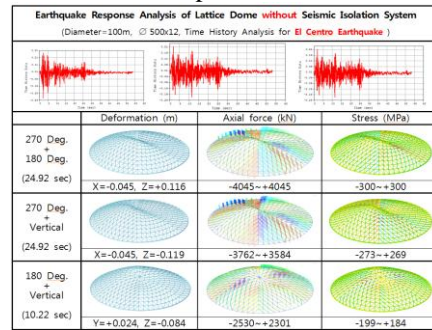 Earthquake Response Analysis of Lattice Dome without Seismic Isolation System
(Diameter=100m, ∅ 500x12, Time History Analysis for El Centro Earthquake )
Deformation (m) Axial force (kN) Stress (MPa)
270 Deg.
+
180 Deg.
(24.92 sec)
X=-0.045, Z=+0.116 -4045~+4045 -300~+300
270 Deg.
+
Vertical
(24.92 sec)
X=-0.045, Z=-0.119 -3762~+3584 -273~+269
180 Deg.
+
Vertical
(10.22 sec)
Y=+0.024, Z=-0.084 -2530~+2301 -199~+184